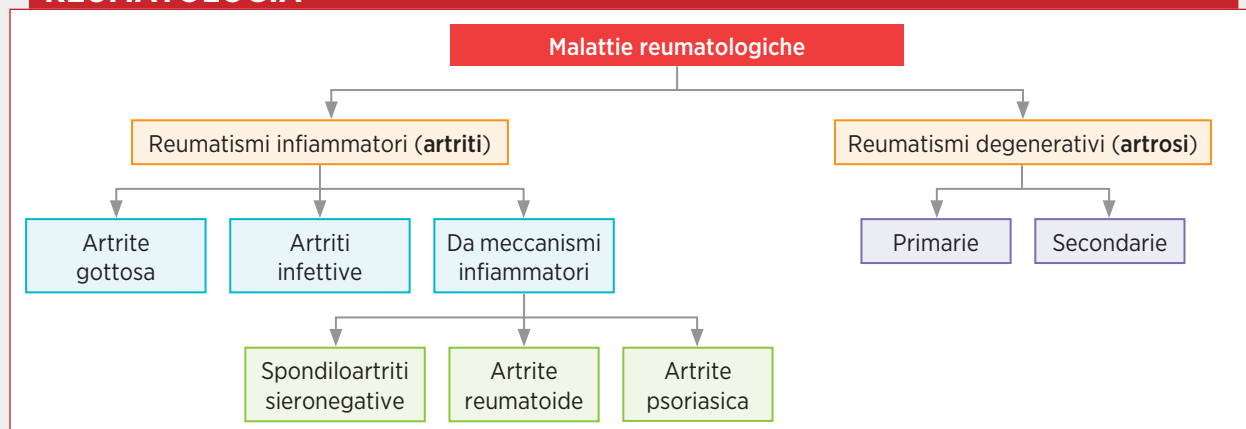 REUMATOLOGIA
Malattie reumatologiche
Reumatismi infiammatori (artriti)
Reumatismi degenerativi (artrosi)
Artrite
gottosa
Artriti
infettive
Da meccanismi
infiammatori
Primarie
Secondarie
Spondiloartriti
sieronegative
Artrite
reumatoide
Artrite
psoriasica